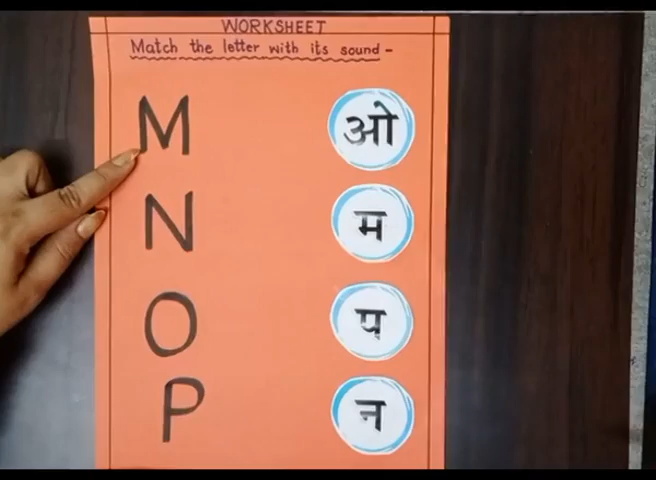 WORKSHEET
Match the letter with its sound -
M ओ
N म
O प
P न